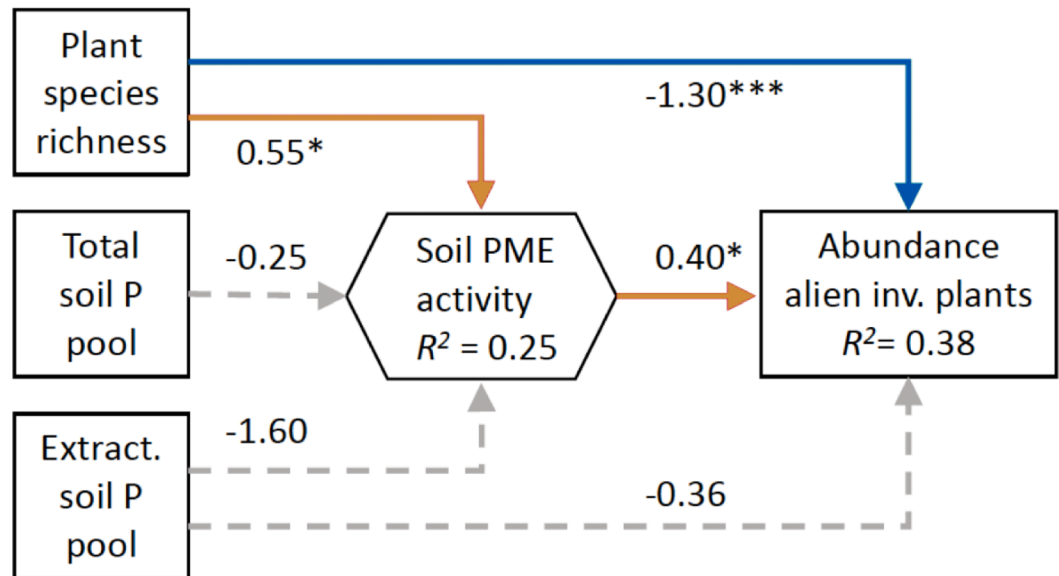 Plant
species
richness
-1.30***
0.55*
Total
soil P
pool
-0.25
Soil PME
activity
R² = 0.25
0.40*
Abundance
alien inv. plants
R²= 0.38
Extract.
soil P
pool
-1.60
-0.36